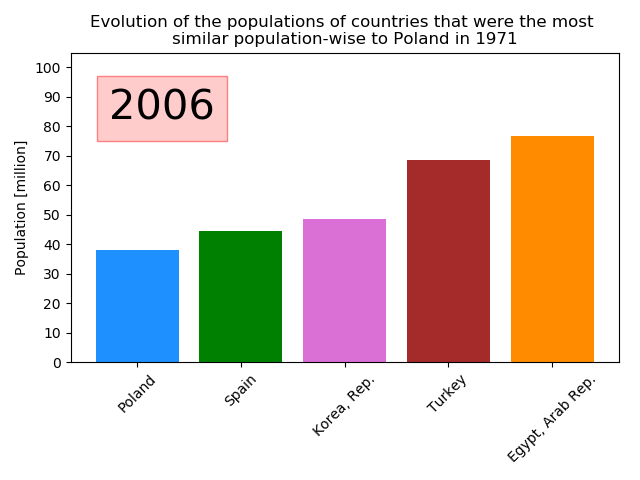 Evolution of the populations of countries that were the most
similar population-wise to Poland in 1971
2006
Population [million]
100
90
80
70
60
50
40
30
20
10
0
Poland
Spain
Korea, Rep.
Turkey
Egypt, Arab Rep.